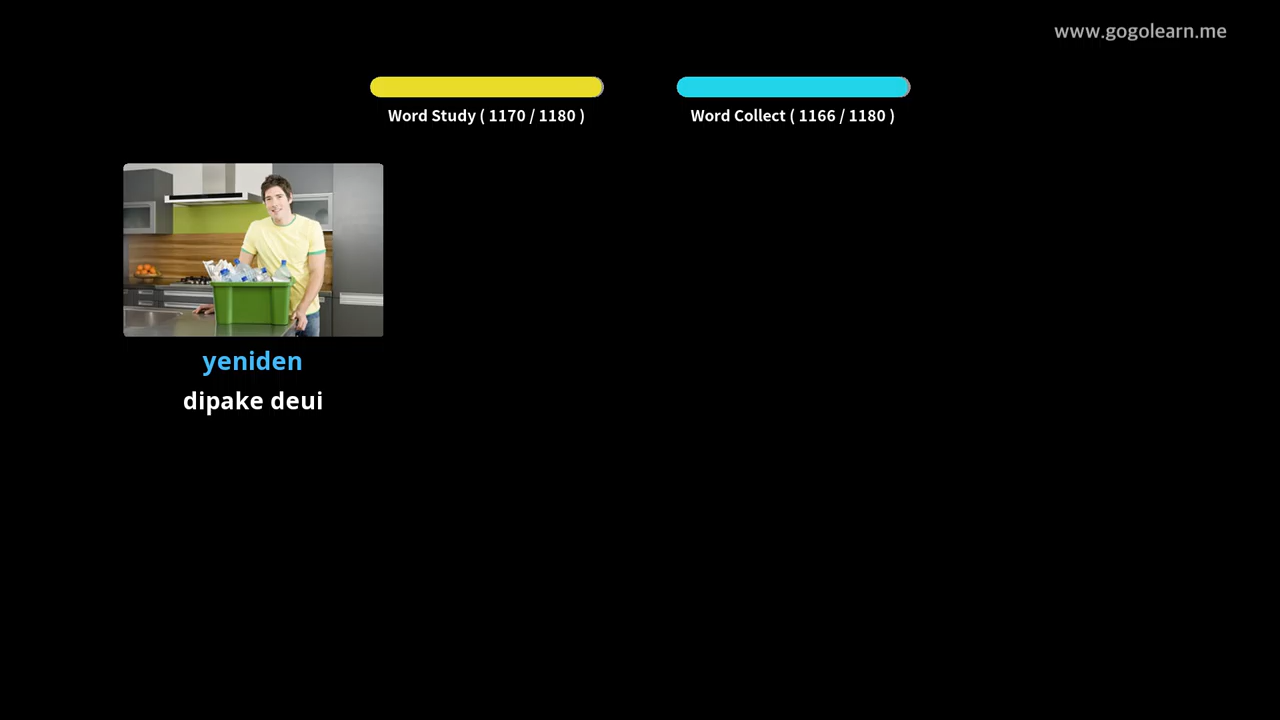 www.gogolearn.me
Word Study ( 1170 / 1180 )
Word Collect ( 1166 / 1180 )
yeniden
dipake deui